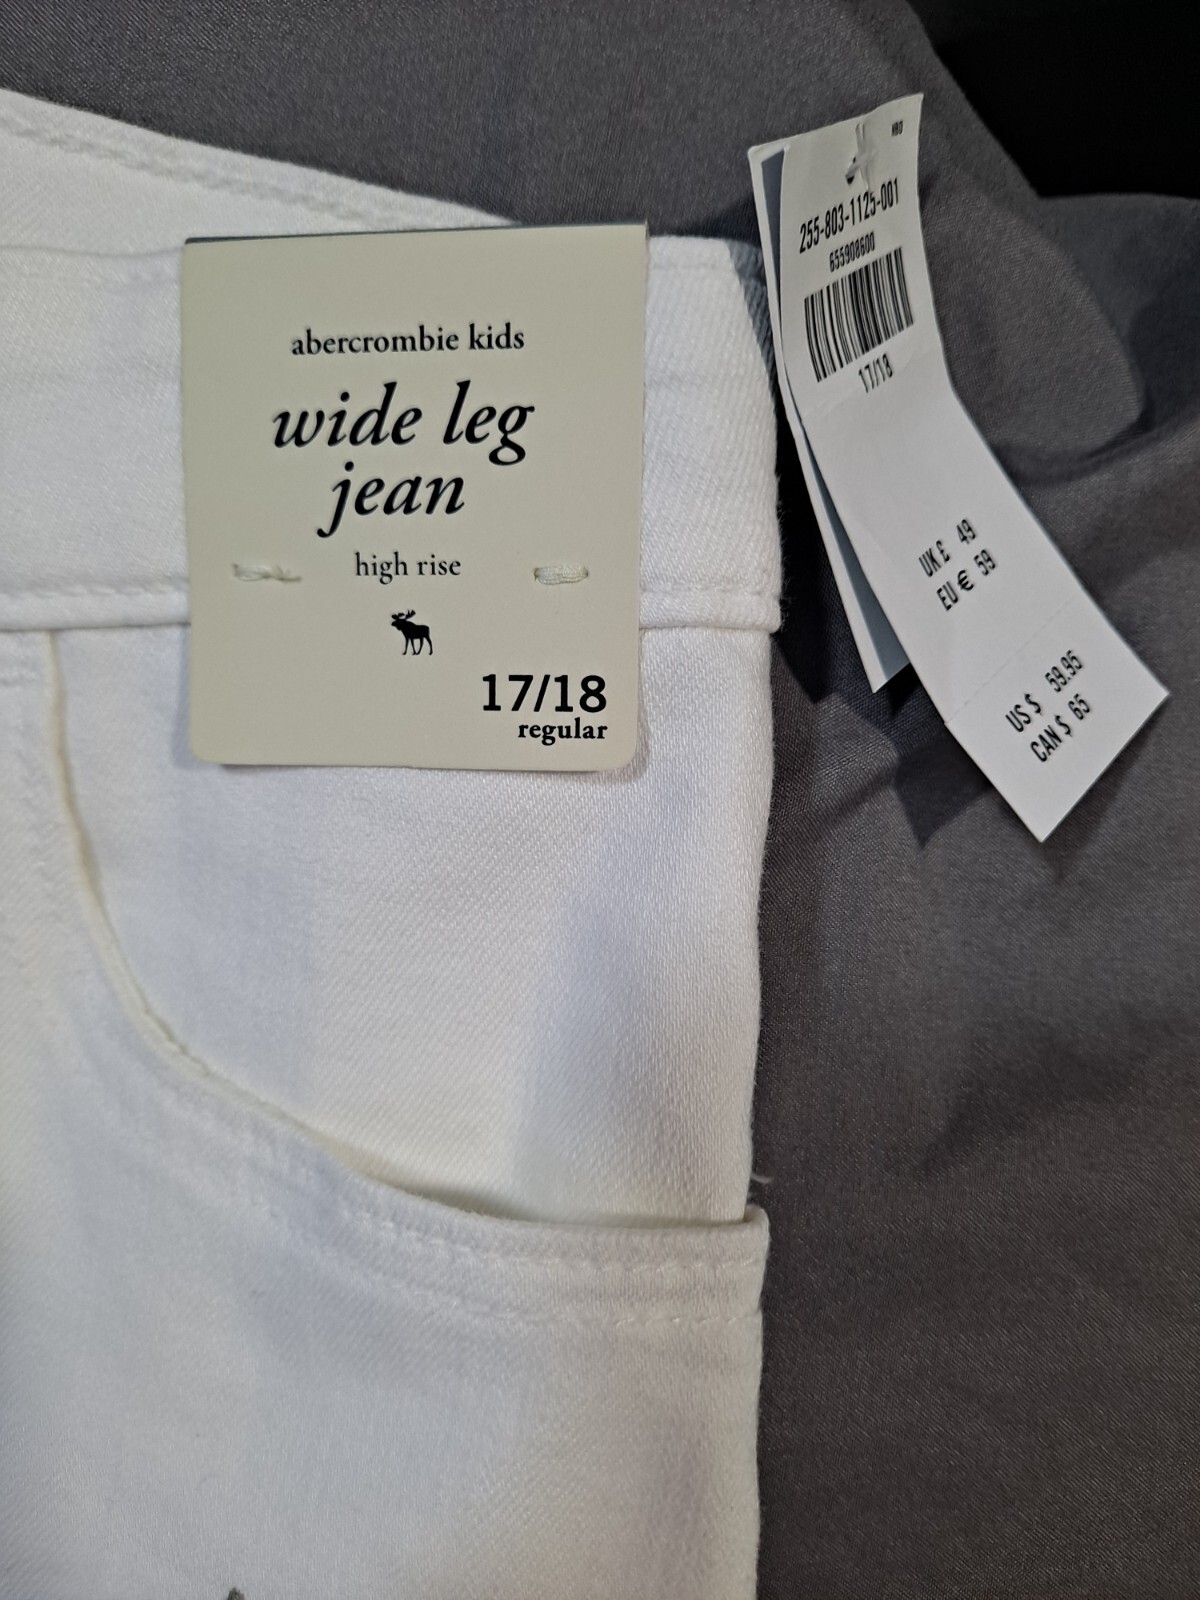 abercrombie kids
wide leg
jean
high rise
17/18
regular
255-803-1125-001
655908600
17/18
UK £ 49
EU € 59
US $ 59.95
CAN $ 65